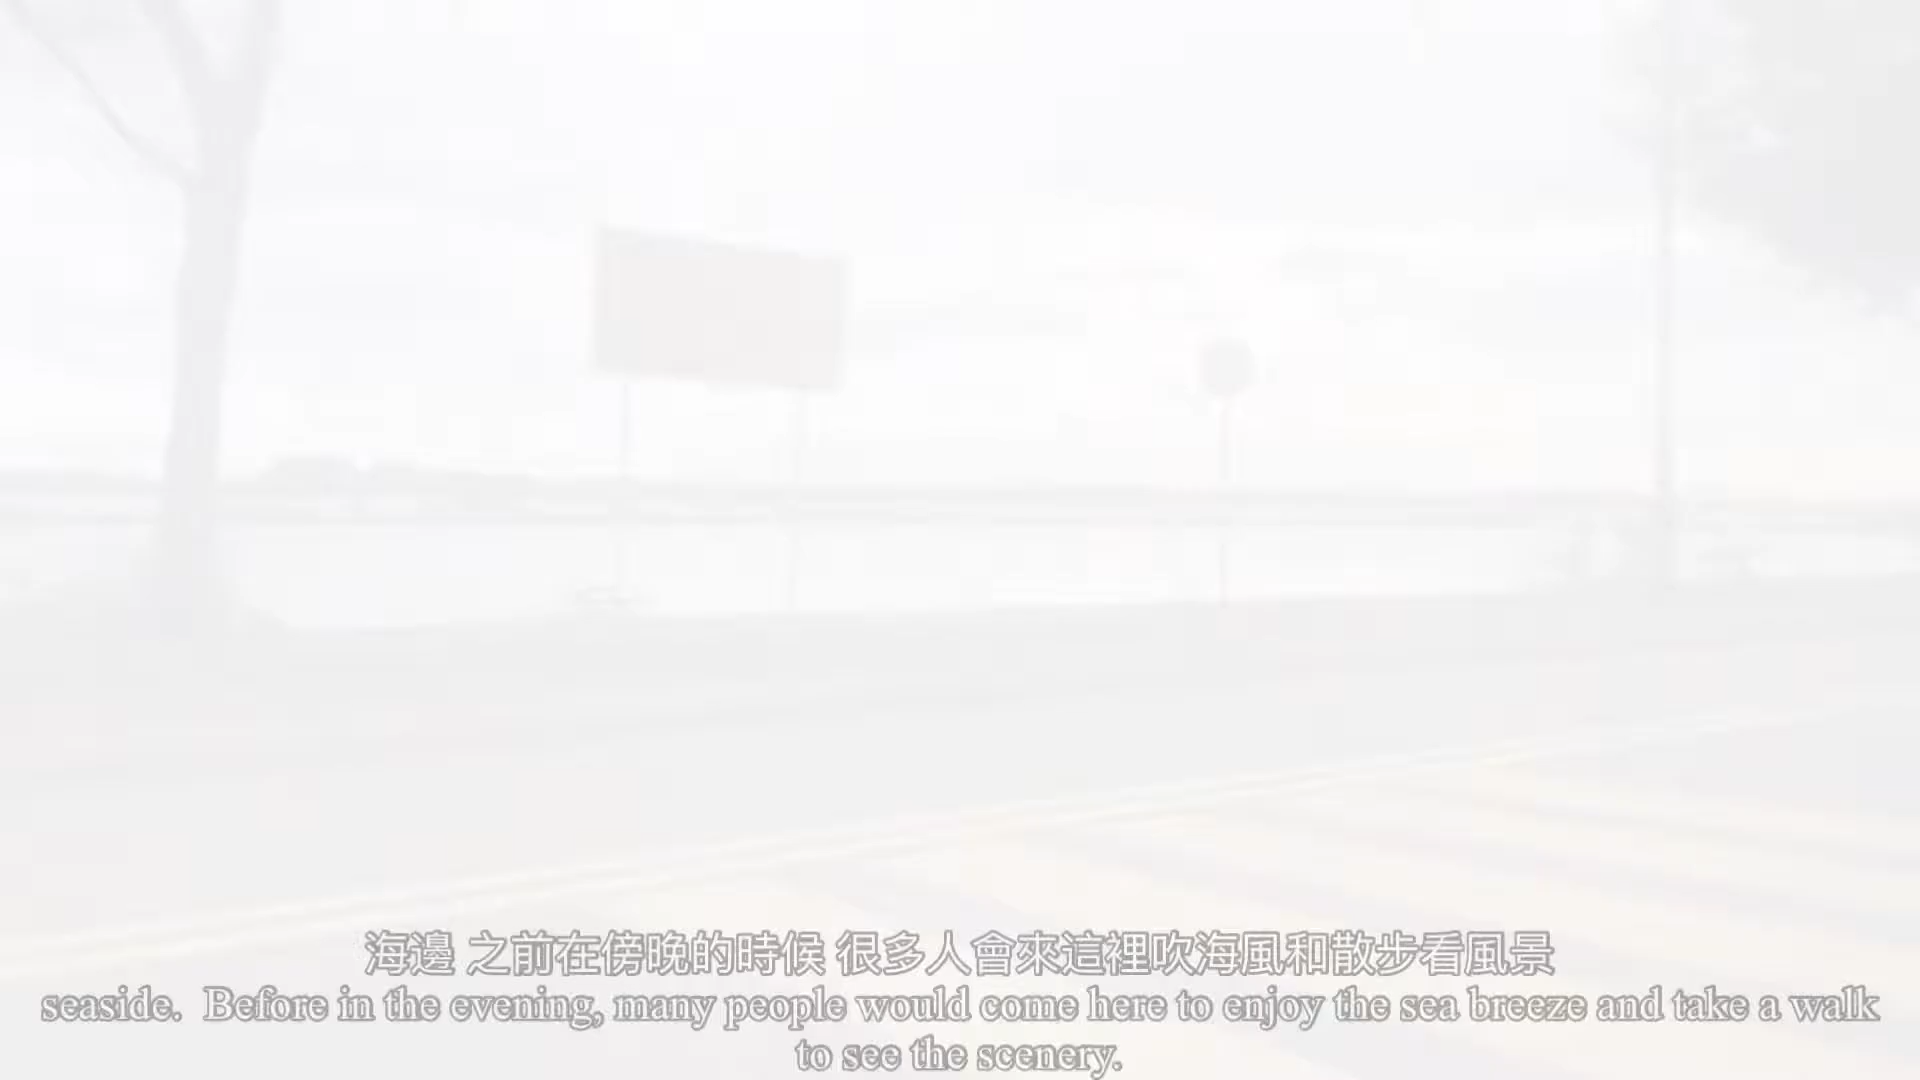 海邊 之前在傍晚的時候 很多人會來這裡吹海風和散步看風景
seaside.  Before in the evening, many people would come here to enjoy the sea breeze and take a walk
to see the scenery.